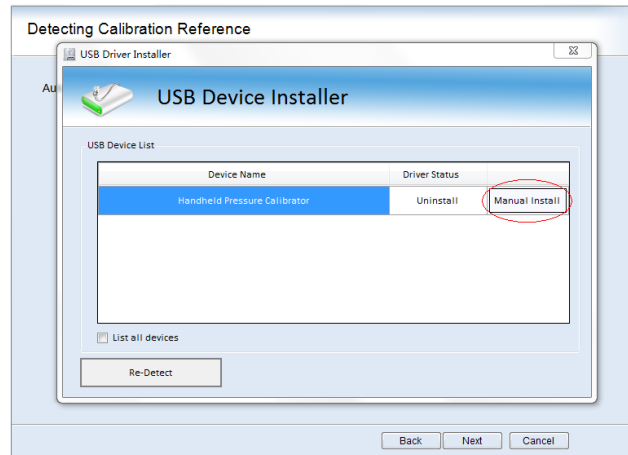 Detecting Calibration Reference
USB Driver Installer
Au
USB Device Installer
USB Device List
Device Name Driver Status
Handheld Pressure Calibrator Uninstall Manual Install
List all devices
Re-Detect
Back Next Cancel